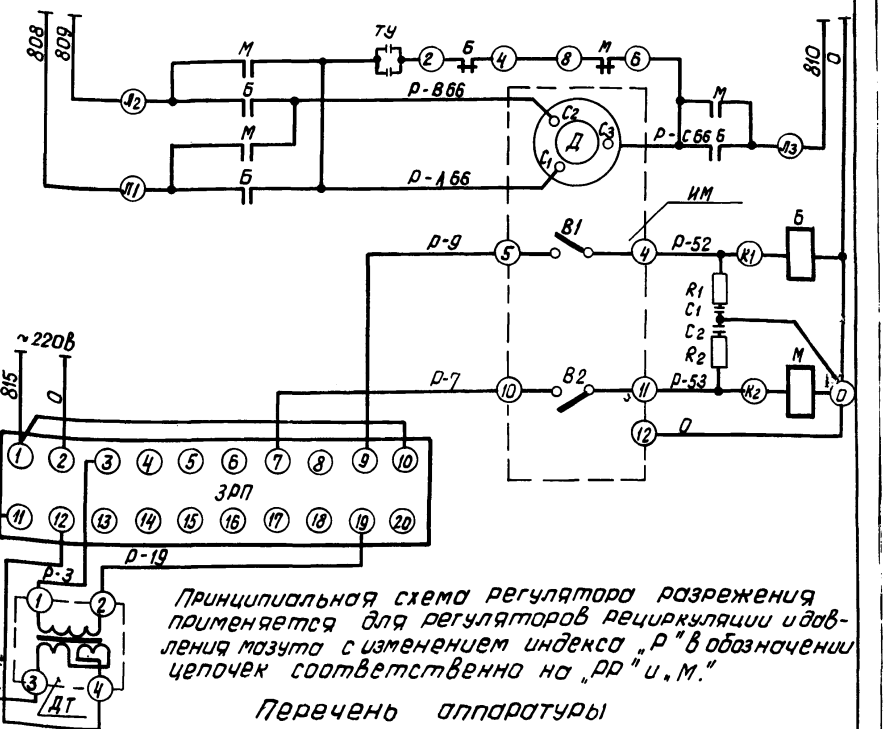 808
809
810
0
ТУ
М
2
Б
4
8
М
6
Л2
Б
Р-В66
М
М
С2
Д
С3
С1
Р-С66
Б
Л3
Л1
Б
Р-А66
ИМ
Б
Р-9
5
В1
4
Р-52
К1
R1
С1
С2
R2
М
~220В
815
0
Р-7
10
В2
11
Р-53
К2
0
12
0
1 2 3 4 5 6 7 8 9 10
ЗРП
11 12 13 14 15 16 17 18 19 20
Р-3
Р-19
1 2
3 4
ДТ
Принципиальная схема регулятора разрежения
применяется для регуляторов рециркуляции и дав-
ления мазута с изменением индекса „Р" в обозначении
цепочек соответственно на „РР" и „М."
Перечень аппаратуры